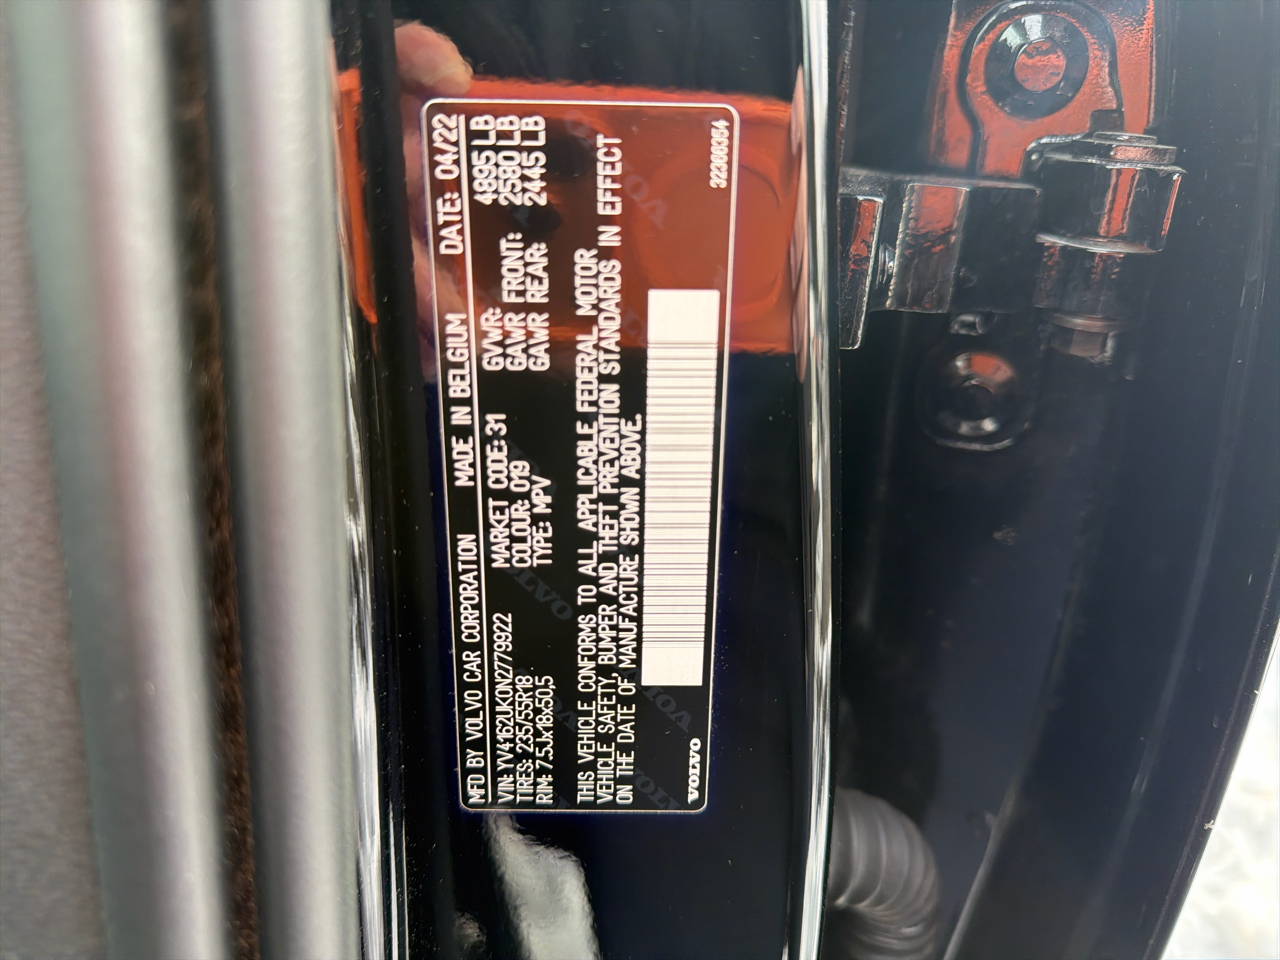 MFD BY VOLVO CAR CORPORATION MADE IN BELGIUM DATE: 04/22
VIN: YV4162UK0N2779922 MARKET CODE: 31 GVWR: 4895 LB
TIRES: 235/55R18 COLOUR: 019 GAWR FRONT: 2580 LB
RIM: 7.5Jx18x50,5 TYPE: MPV GAWR REAR: 2445 LB
THIS VEHICLE CONFORMS TO ALL APPLICABLE FEDERAL MOTOR
VEHICLE SAFETY, BUMPER AND THEFT PREVENTION STANDARDS IN EFFECT
ON THE DATE OF MANUFACTURE SHOWN ABOVE.
VOLVO 32368354